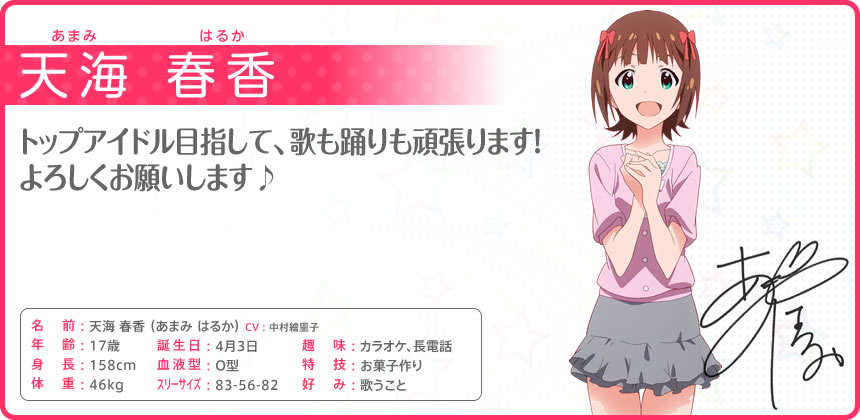 あまみ はるか
天海 春香
トップアイドル目指して、歌も踊りも頑張ります!
よろしくお願いします♪
名 前：天海 春香（あまみ はるか） CV：中村繪里子
年 齢：17歳 誕生日：4月3日 趣 味：カラオケ、長電話
身 長：158cm 血液型：O型 特 技：お菓子作り
体 重：46kg ｽﾘｰｻｲｽﾞ：83-56-82 好 み：歌うこと